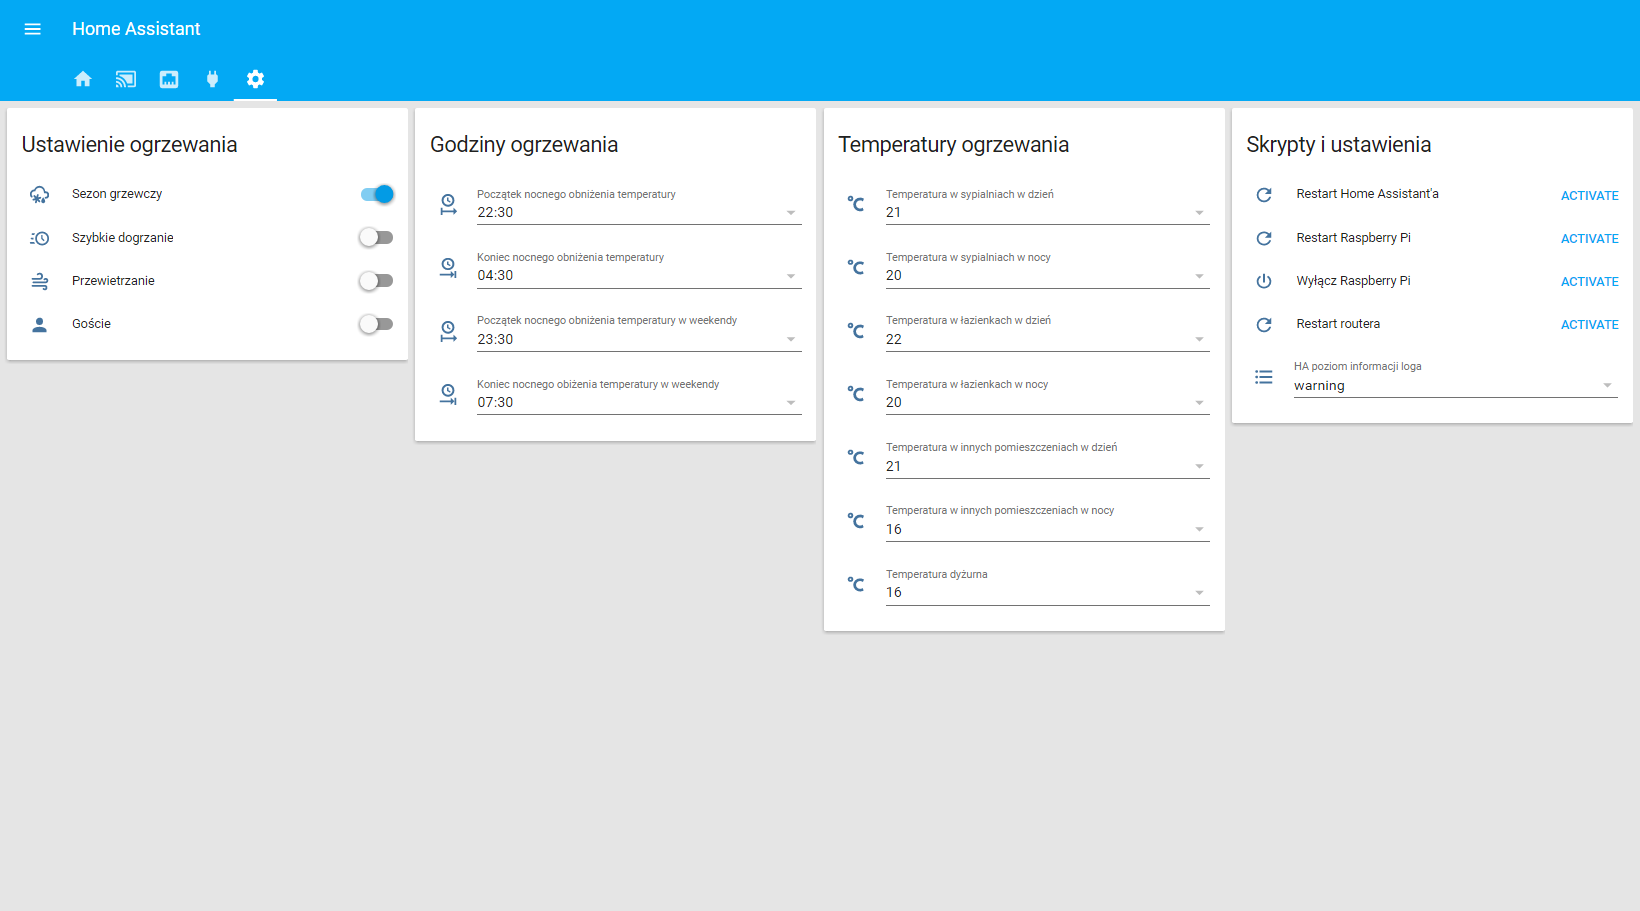 Home Assistant
Ustawienie ogrzewania
Sezon grzewczy
Szybkie dogrzanie
Przewietrzanie
Goście
Godziny ogrzewania
Początek nocnego obniżenia temperatury
22:30
Koniec nocnego obniżenia temperatury
04:30
Początek nocnego obniżenia temperatury w weekendy
23:30
Koniec nocnego obiżenia temperatury w weekendy
07:30
Temperatury ogrzewania
°C Temperatura w sypialniach w dzień
21
°C Temperatura w sypialniach w nocy
20
°C Temperatura w łazienkach w dzień
22
°C Temperatura w łazienkach w nocy
20
°C Temperatura w innych pomieszczeniach w dzień
21
°C Temperatura w innych pomieszczeniach w nocy
16
°C Temperatura dyżurna
16
Skrypty i ustawienia
Restart Home Assistant'a ACTIVATE
Restart Raspberry Pi ACTIVATE
Wyłącz Raspberry Pi ACTIVATE
Restart routera ACTIVATE
HA poziom informacji loga
warning